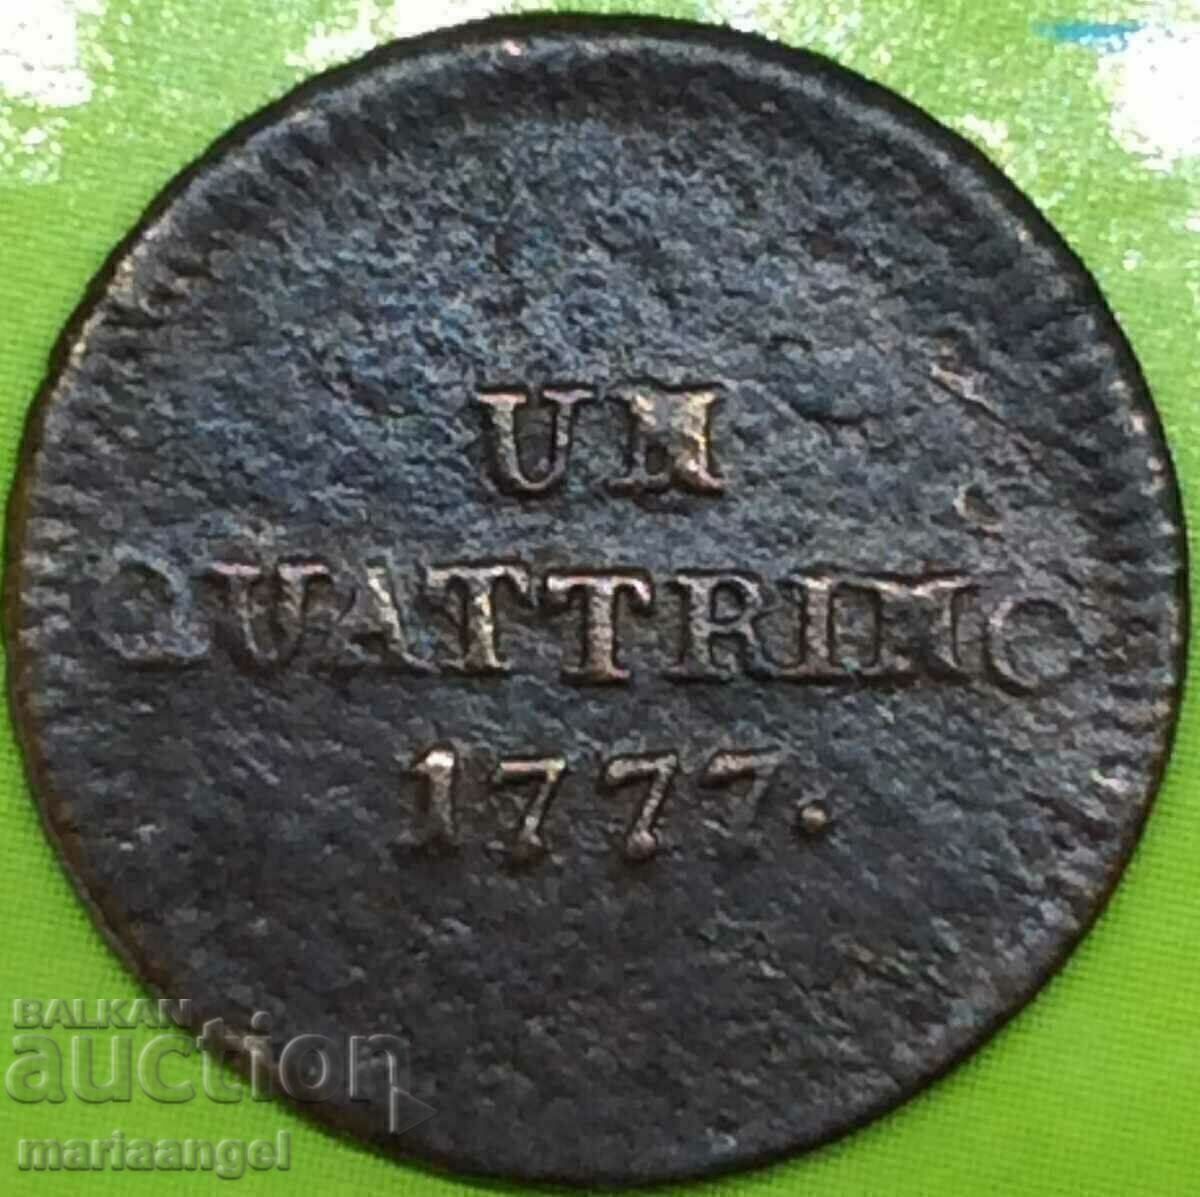 UN
QUATTRINO
1777.
BALKAN
auction
mariaangel